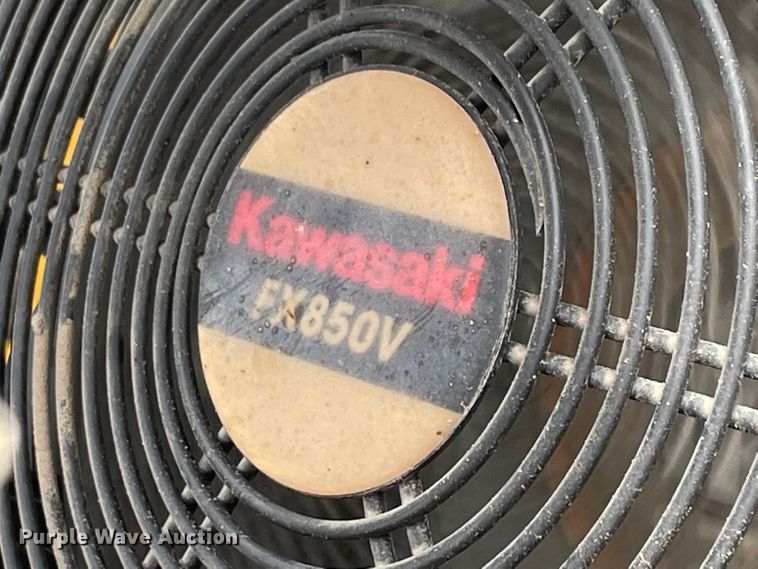 Kawasaki
FX850V
Purple Wave Auction